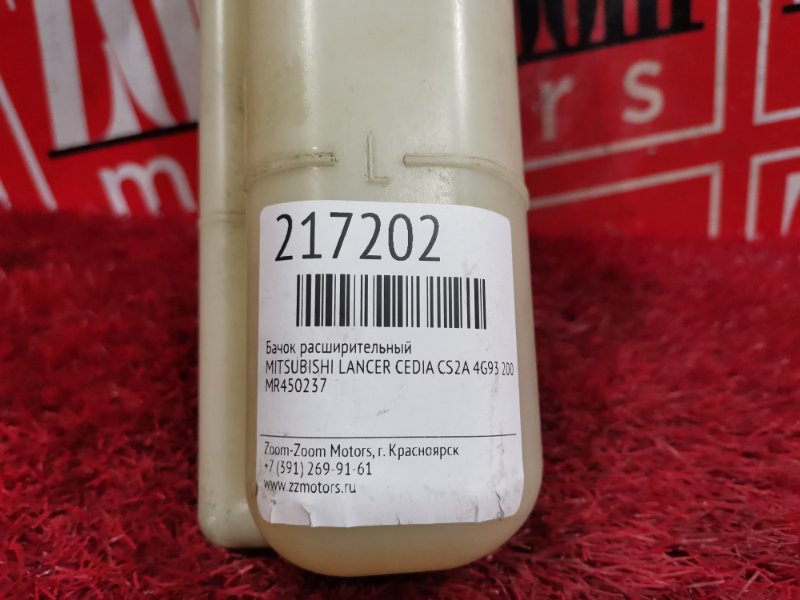 L
217202
Бачок расширительный
MITSUBISHI LANCER CEDIA CS2A 4G93 200
MR450237
Zoom-Zoom Motors, г. Красноярск
+7 (391) 269-91-61
www.zzmotors.ru